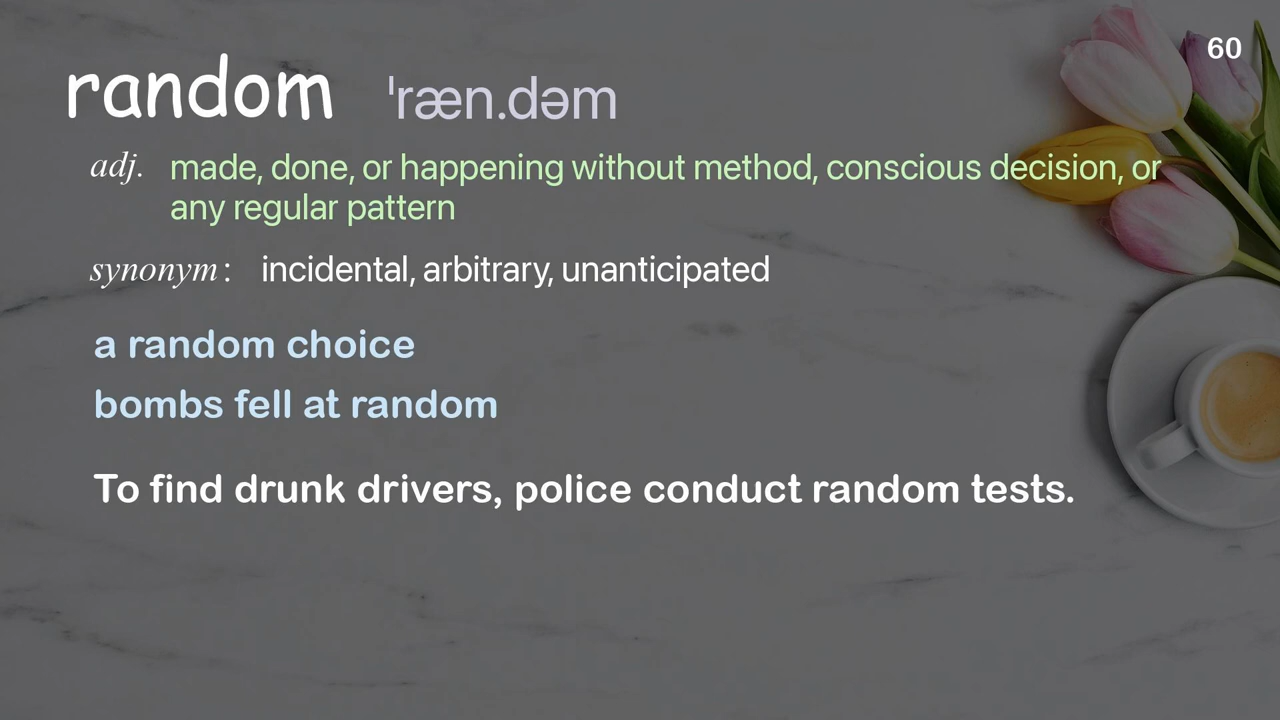 60
random ˈræn.dəm
adj. made, done, or happening without method, conscious decision, or
any regular pattern
synonym: incidental, arbitrary, unanticipated
a random choice
bombs fell at random
To find drunk drivers, police conduct random tests.